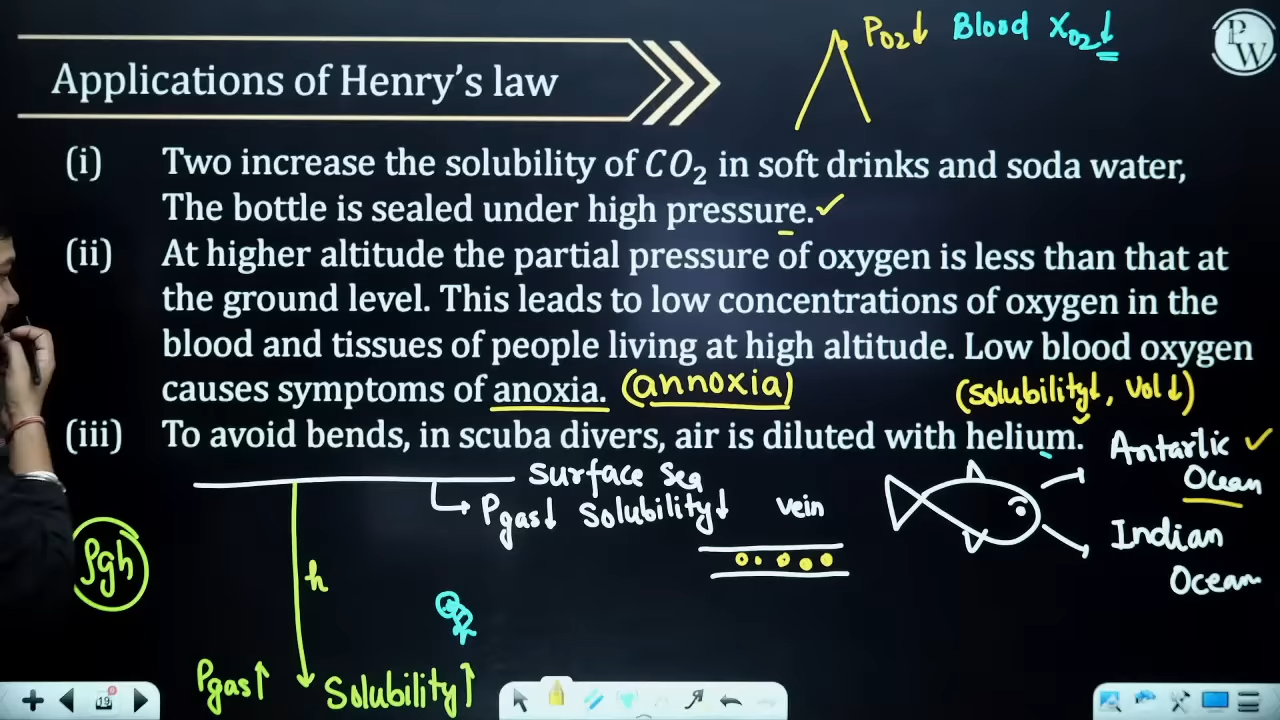 P_O2↓ Blood X_O2↓
PW
Applications of Henry's law
(i) Two increase the solubility of CO₂ in soft drinks and soda water,
The bottle is sealed under high pressure.
(ii) At higher altitude the partial pressure of oxygen is less than that at
the ground level. This leads to low concentrations of oxygen in the
blood and tissues of people living at high altitude. Low blood oxygen
causes symptoms of anoxia. (annoxia)
(Solubility↓, Vol↓)
(iii) To avoid bends, in scuba divers, air is diluted with helium.
Surface Sea
Pgas↓ Solubility↓
Vein
Antarlic
Ocean
Indian
Ocean
ρgh
h
Pgas↑ Solubility↑
19